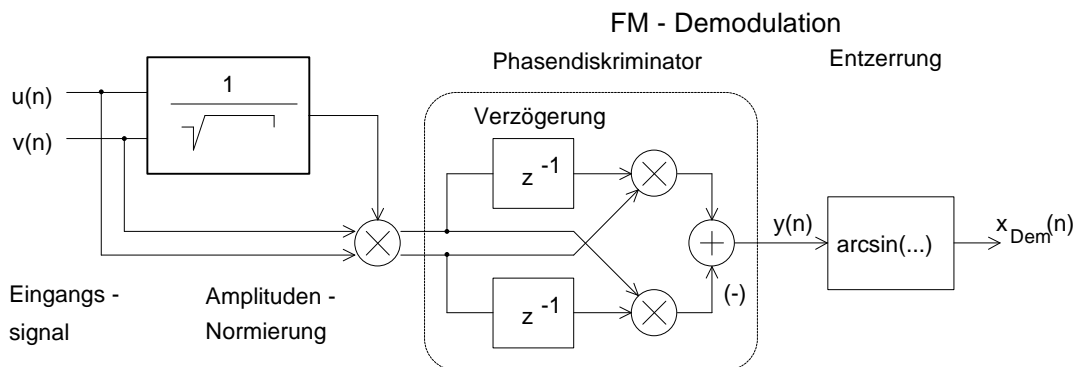 FM - Demodulation
Phasendiskriminator
Entzerrung
u(n)
v(n)
1
√
Verzögerung
z -1
y(n)
arcsin(...)
x Dem (n)
(-)
z -1
Eingangs -
signal
Amplituden -
Normierung